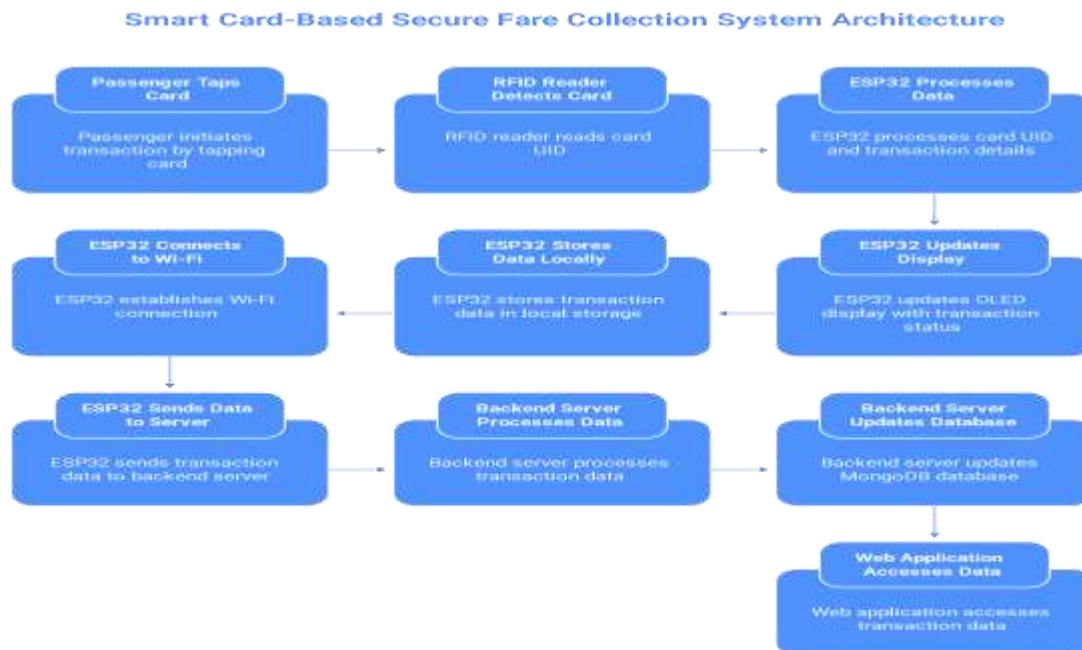 Smart Card-Based Secure Fare Collection System Architecture
Passenger Taps
Card
Passenger initiates
transaction by tapping
card
RFID Reader
Detects Card
RFID reader reads card
UID
ESP32 Processes
Data
ESP32 processes card UID
and transaction details
ESP32 Updates
Display
ESP32 updates OLED
display with transaction
status
ESP32 Stores
Data Locally
ESP32 stores transaction
data in local storage
ESP32 Connects
to Wi-Fi
ESP32 establishes Wi-Fi
connection
ESP32 Sends Data
to Server
ESP32 sends transaction
data to backend server
Backend Server
Processes Data
Backend server processes
transaction data
Backend Server
Updates Database
Backend server updates
MongoDB database
Web Application
Accesses Data
Web application accesses
transaction data